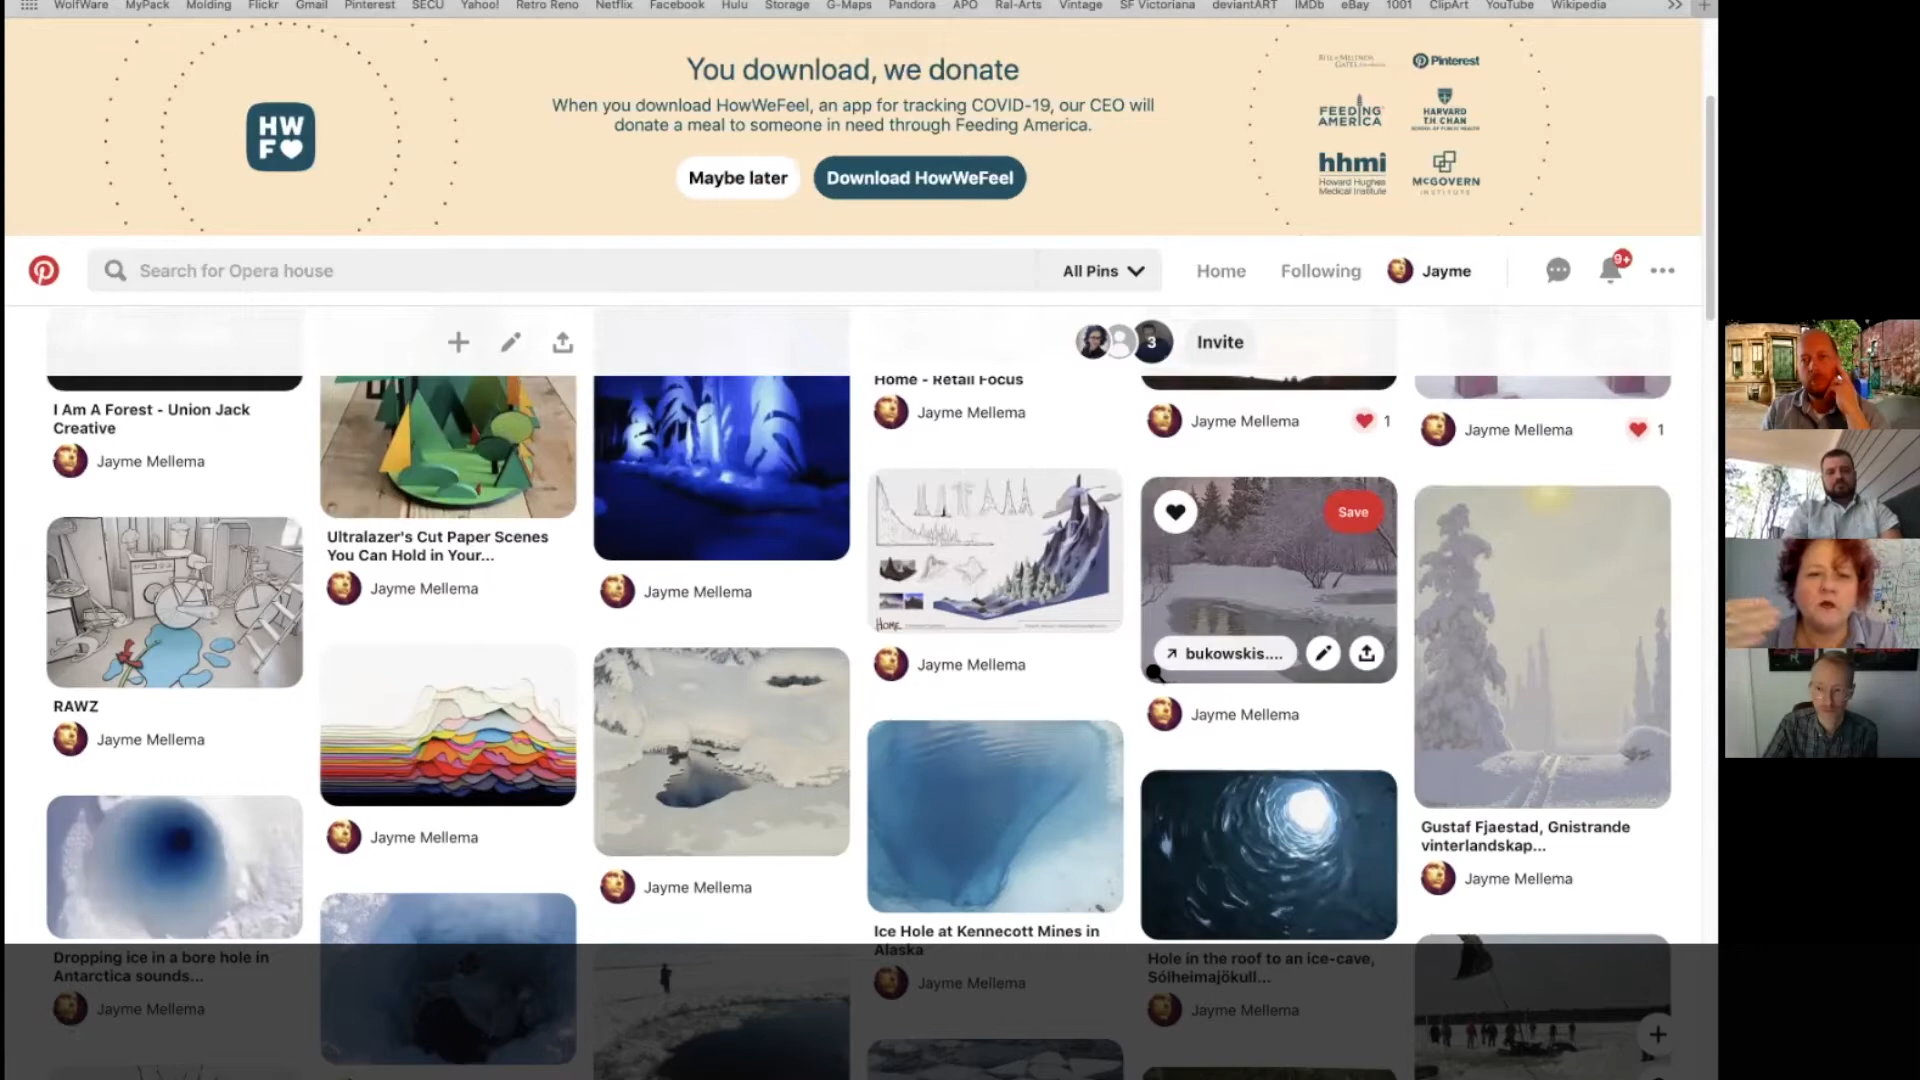 WolfWare MyPack Molding Flickr Gmail Pinterest SECU Yahoo! Retro Reno Netflix Facebook Hulu Storage G-Maps Pandora APO Ral-Arts Vintage SF Victoriana deviantART IMDb eBay 1001 ClipArt YouTube Wikipedia
HW
F
You download, we donate
When you download HowWeFeel, an app for tracking COVID-19, our CEO will
donate a meal to someone in need through Feeding America.
Maybe later
Download HowWeFeel
Pinterest
FEEDING
AMERICA
HARVARD
T.H. CHAN
hhmi
Howard Hughes
Medical Institute
McGOVERN
INSTITUTE
Search for Opera house
All Pins
Home
Following
Jayme
9+
3
Invite
I Am A Forest - Union Jack
Creative
Jayme Mellema
RAWZ
Jayme Mellema
Dropping ice in a bore hole in
Antarctica sounds...
Jayme Mellema
Ultralazer's Cut Paper Scenes
You Can Hold in Your...
Jayme Mellema
Jayme Mellema
Jayme Mellema
Jayme Mellema
Home - Retail Focus
Jayme Mellema
HOME
Jayme Mellema
Ice Hole at Kennecott Mines in
Alaska
Jayme Mellema
Jayme Mellema
1
Save
bukowskis....
Jayme Mellema
Hole in the roof to an ice-cave,
Sólheimajökull...
Jayme Mellema
Jayme Mellema
1
Gustaf Fjaestad, Gnistrande
vinterlandskap...
Jayme Mellema